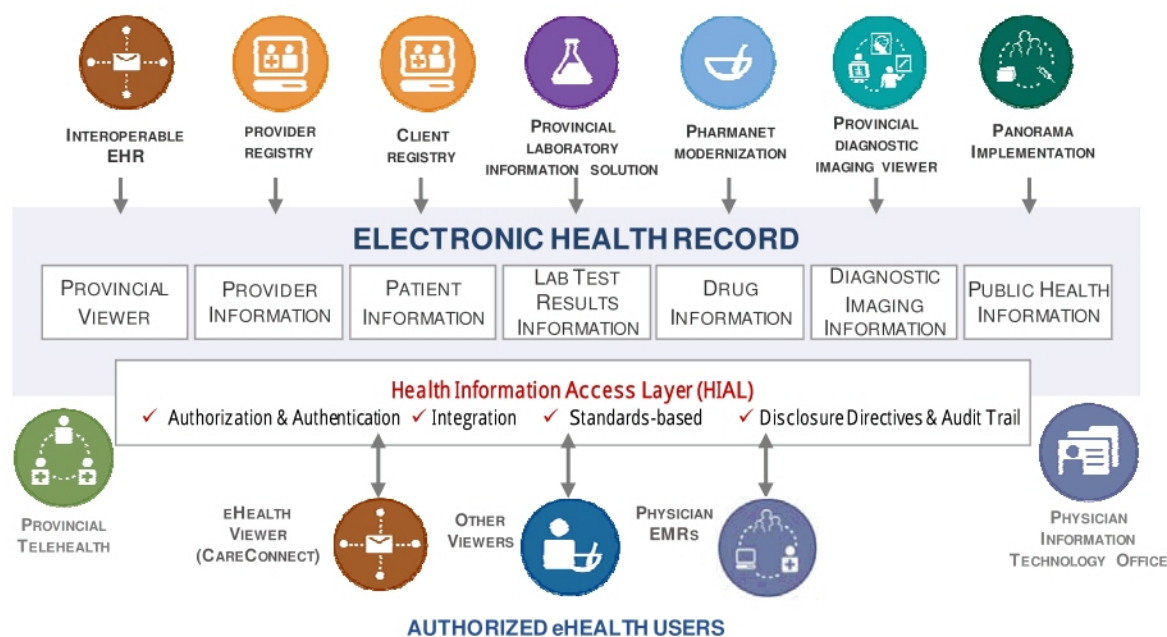 INTEROPERABLE
EHR
PROVIDER
REGISTRY
CLIENT
REGISTRY
PROVINCIAL
LABORATORY
INFORMATION SOLUTION
PHARMANET
MODERNIZATION
PROVINCIAL
DIAGNOSTIC
IMAGING VIEWER
PANORAMA
IMPLEMENTATION
ELECTRONIC HEALTH RECORD
PROVINCIAL
VIEWER
PROVIDER
INFORMATION
PATIENT
INFORMATION
LAB TEST
RESULTS
INFORMATION
DRUG
INFORMATION
DIAGNOSTIC
IMAGING
INFORMATION
PUBLIC HEALTH
INFORMATION
Health Information Access Layer (HIAL)
✓ Authorization & Authentication ✓ Integration ✓ Standards-based ✓ Disclosure Directives & Audit Trail
PROVINCIAL
TELEHEALTH
eHEALTH
VIEWER
(CARECONNECT)
OTHER
VIEWERS
PHYSICIAN
EMRs
PHYSICIAN
INFORMATION
TECHNOLOGY OFFICE
AUTHORIZED eHEALTH USERS